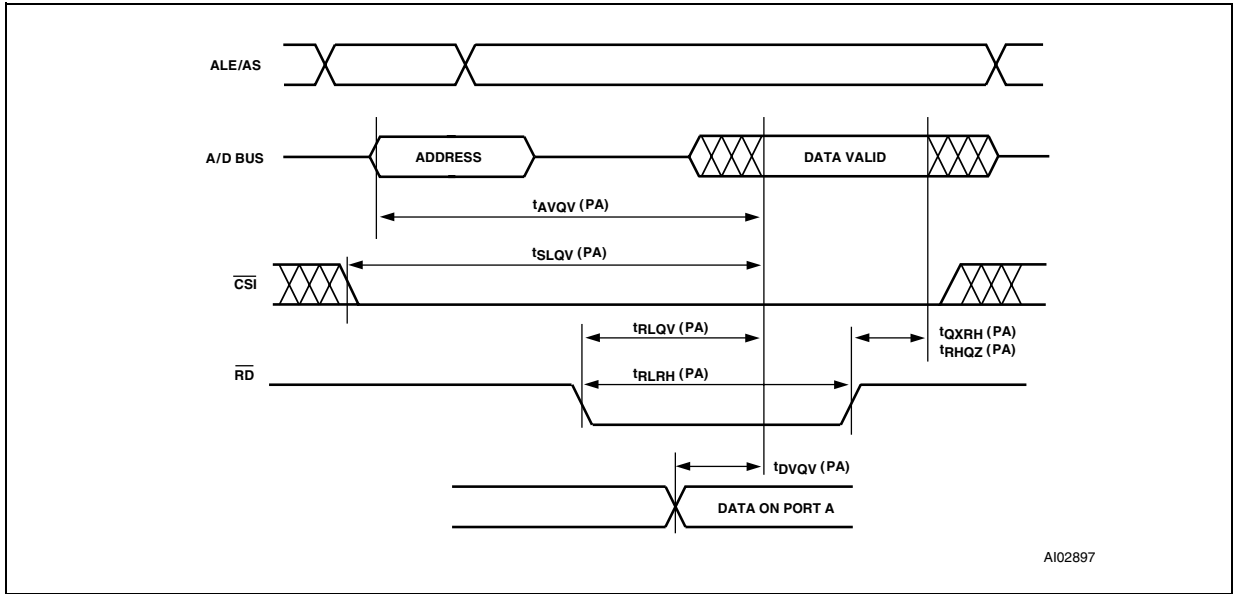 ALE/AS
A/D BUS
ADDRESS
DATA VALID
tAVQV (PA)
tSLQV (PA)
CSI
tRLQV (PA)
tQXRH (PA)
tRHQZ (PA)
RD
tRLRH (PA)
tDVQV (PA)
DATA ON PORT A
AI02897